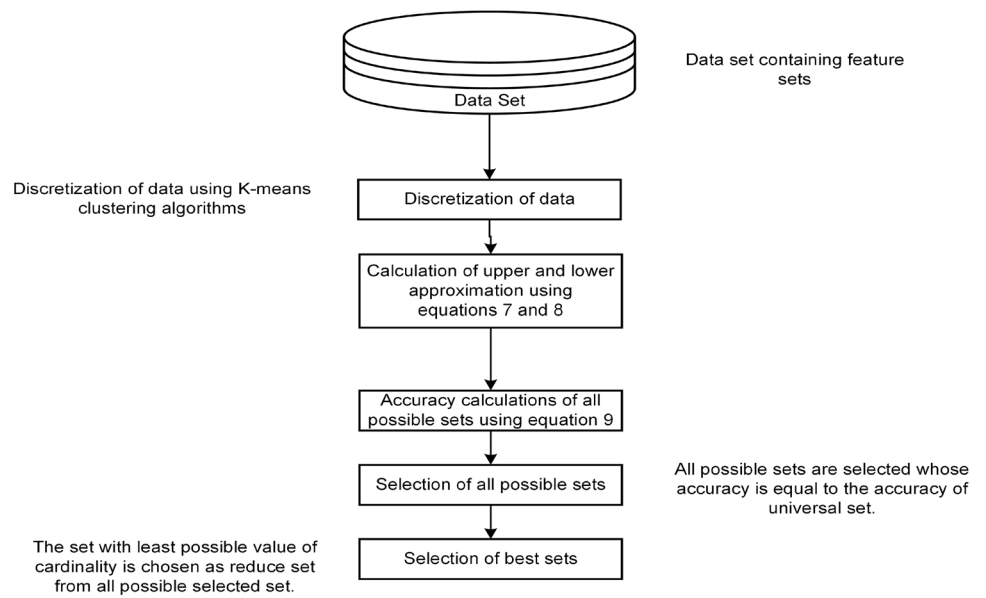 Data set containing feature
sets
Data Set
Discretization of data using K-means
clustering algorithms
Discretization of data
Calculation of upper and lower
approximation using
equations 7 and 8
Accuracy calculations of all
possible sets using equation 9
Selection of all possible sets
All possible sets are selected whose
accuracy is equal to the accuracy of
universal set.
The set with least possible value of
cardinality is chosen as reduce set
from all possible selected set.
Selection of best sets